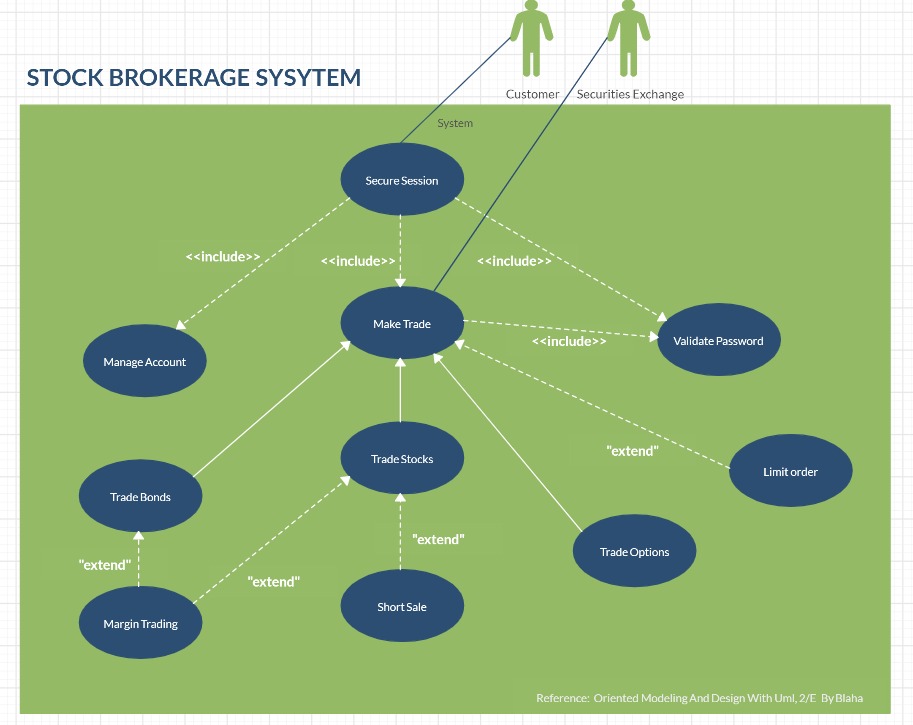 STOCK BROKERAGE SYSYTEM
Customer
Securities Exchange
System
Secure Session
<<include>>
<<include>>
<<include>>
Make Trade
Manage Account
Validate Password
<<include>>
Trade Stocks
"extend"
Limit order
Trade Bonds
Trade Options
"extend"
"extend"
"extend"
Margin Trading
Short Sale
Reference: Oriented Modeling And Design With Uml, 2/E By Blaha